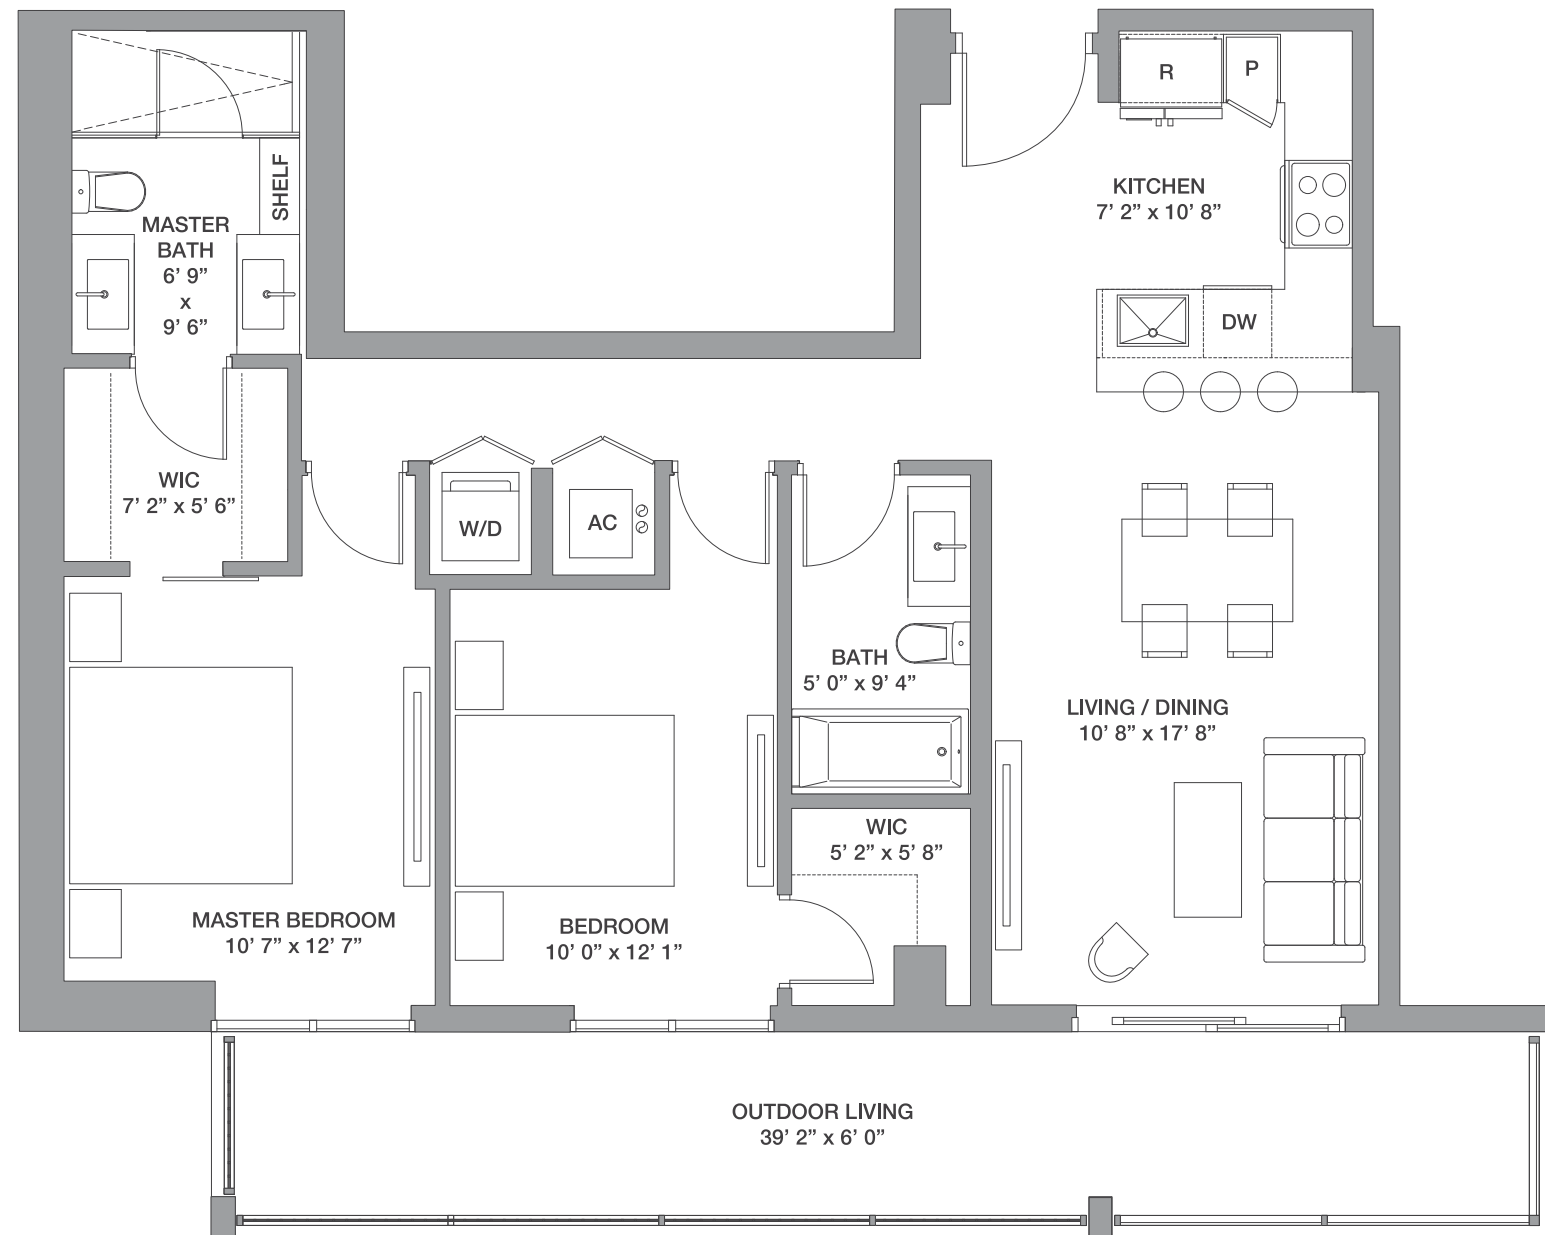 R
P
KITCHEN
7’ 2” x 10’ 8”
SHELF
MASTER
BATH
6’ 9”
x
9’ 6”
DW
WIC
7’ 2” x 5’ 6”
W/D
AC
BATH
5’ 0” x 9’ 4”
LIVING / DINING
10’ 8” x 17’ 8”
WIC
5’ 2” x 5’ 8”
MASTER BEDROOM
10’ 7” x 12’ 7”
BEDROOM
10’ 0” x 12’ 1”
OUTDOOR LIVING
39’ 2” x 6’ 0”